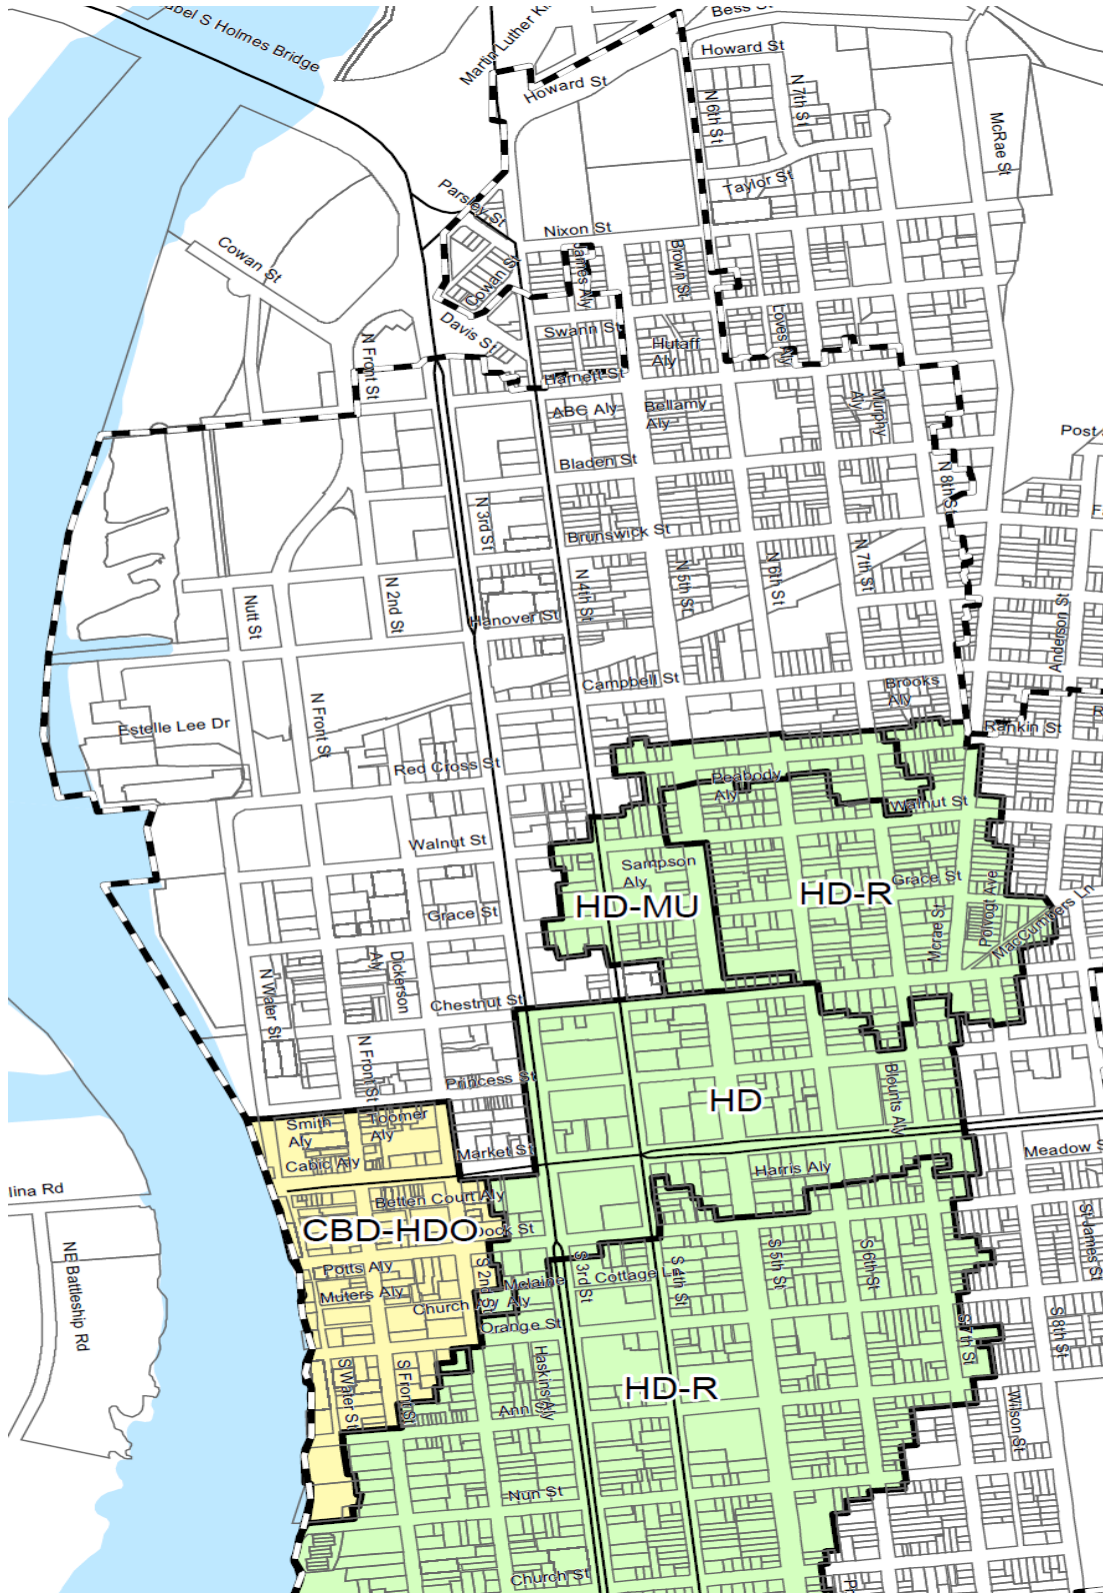 abel S Holmes Bridge
Martin Luther Ki
Bess St
Howard St
Howard St
N 6th St
N 7th St
McRae St
Taylor St
Parsley St
Nixon St
Cowan St
Cowan St
James Aly
Brown St
Davis St
Swann St
Hutaff
Aly
Loves Aly
N Front St
Harnett St
ABC Aly
Bellamy
Aly
Murphy
Aly
Post
Bladen St
N 8th St
N 3rd St
Brunswick St
N 4th St
N 5th St
N 6th St
N 7th St
Nutt St
N 2nd St
Hanover St
Anderson St
Campbell St
Brooks
Aly
Estelle Lee Dr
N Front St
Rankin St
R
Red Cross St
Peabody
Aly
Walnut St
Walnut St
Sampson
Aly
HD-MU
HD-R
Grace St
Grace St
Mcrae St
Polvogt Ave
MacCumbers Ln
Dickerson
Aly
N Water St
Chestnut St
N Front St
Princess St
HD
Blounts Aly
Smith
Aly
Toomer
Aly
Cabic Aly
Market St
Meadow S
Harris Aly
lina Rd
Betten Court Aly
CBD-HDO
Dock St
NE Battleship Rd
Potts Aly
Muters Aly
S 2nd St
Mclaine
Aly
S 3rd St
Cottage Ln
S 4th St
S 5th St
S 6th St
St James St
Church Aly
Orange St
S 7th St
S 8th St
S Water St
S Front St
Haskins Aly
HD-R
Ann St
Wilson St
Nun St
Church St